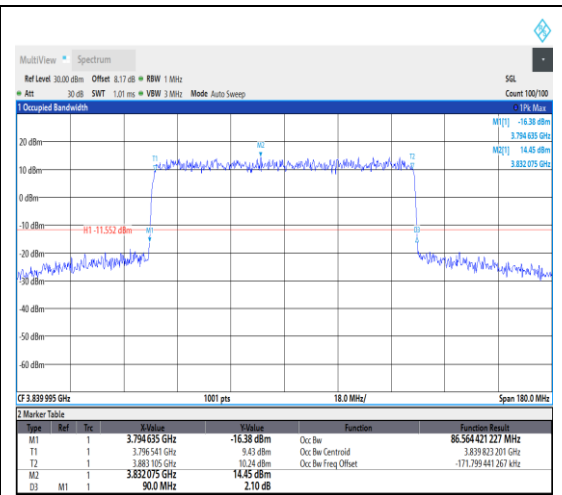 MultiView Spectrum
Ref Level 30.00 dBm Offset 8.17 dB RBW 1 MHz SGL
Att 30 dB SWT 1.01 ms VBW 3 MHz Mode Auto Sweep Count 100/100
1 Occupied Bandwidth 1Pk Max
M1[1] -16.38 dBm
3.794 635 GHz
M2[1] 14.45 dBm
3.832 075 GHz
20 dBm
M2
T1
T2
10 dBm
0 dBm
-10 dBm
H1 -11.552 dBm
M1
D3
-20 dBm
-30 dBm
-40 dBm
-50 dBm
-60 dBm
CF 3.839 995 GHz 1001 pts 18.0 MHz/ Span 180.0 MHz
2 Marker Table
Type Ref Trc X-Value Y-Value Function Function Result
M1 1 3.794 635 GHz -16.38 dBm Occ Bw 86.564 421 227 MHz
T1 1 3.796 541 GHz 9.43 dBm Occ Bw Centroid 3.839 823 201 GHz
T2 1 3.883 105 GHz 10.24 dBm Occ Bw Freq Offset -171.799 441 267 kHz
M2 1 3.832 075 GHz 14.45 dBm
D3 M1 1 90.0 MHz 2.10 dB